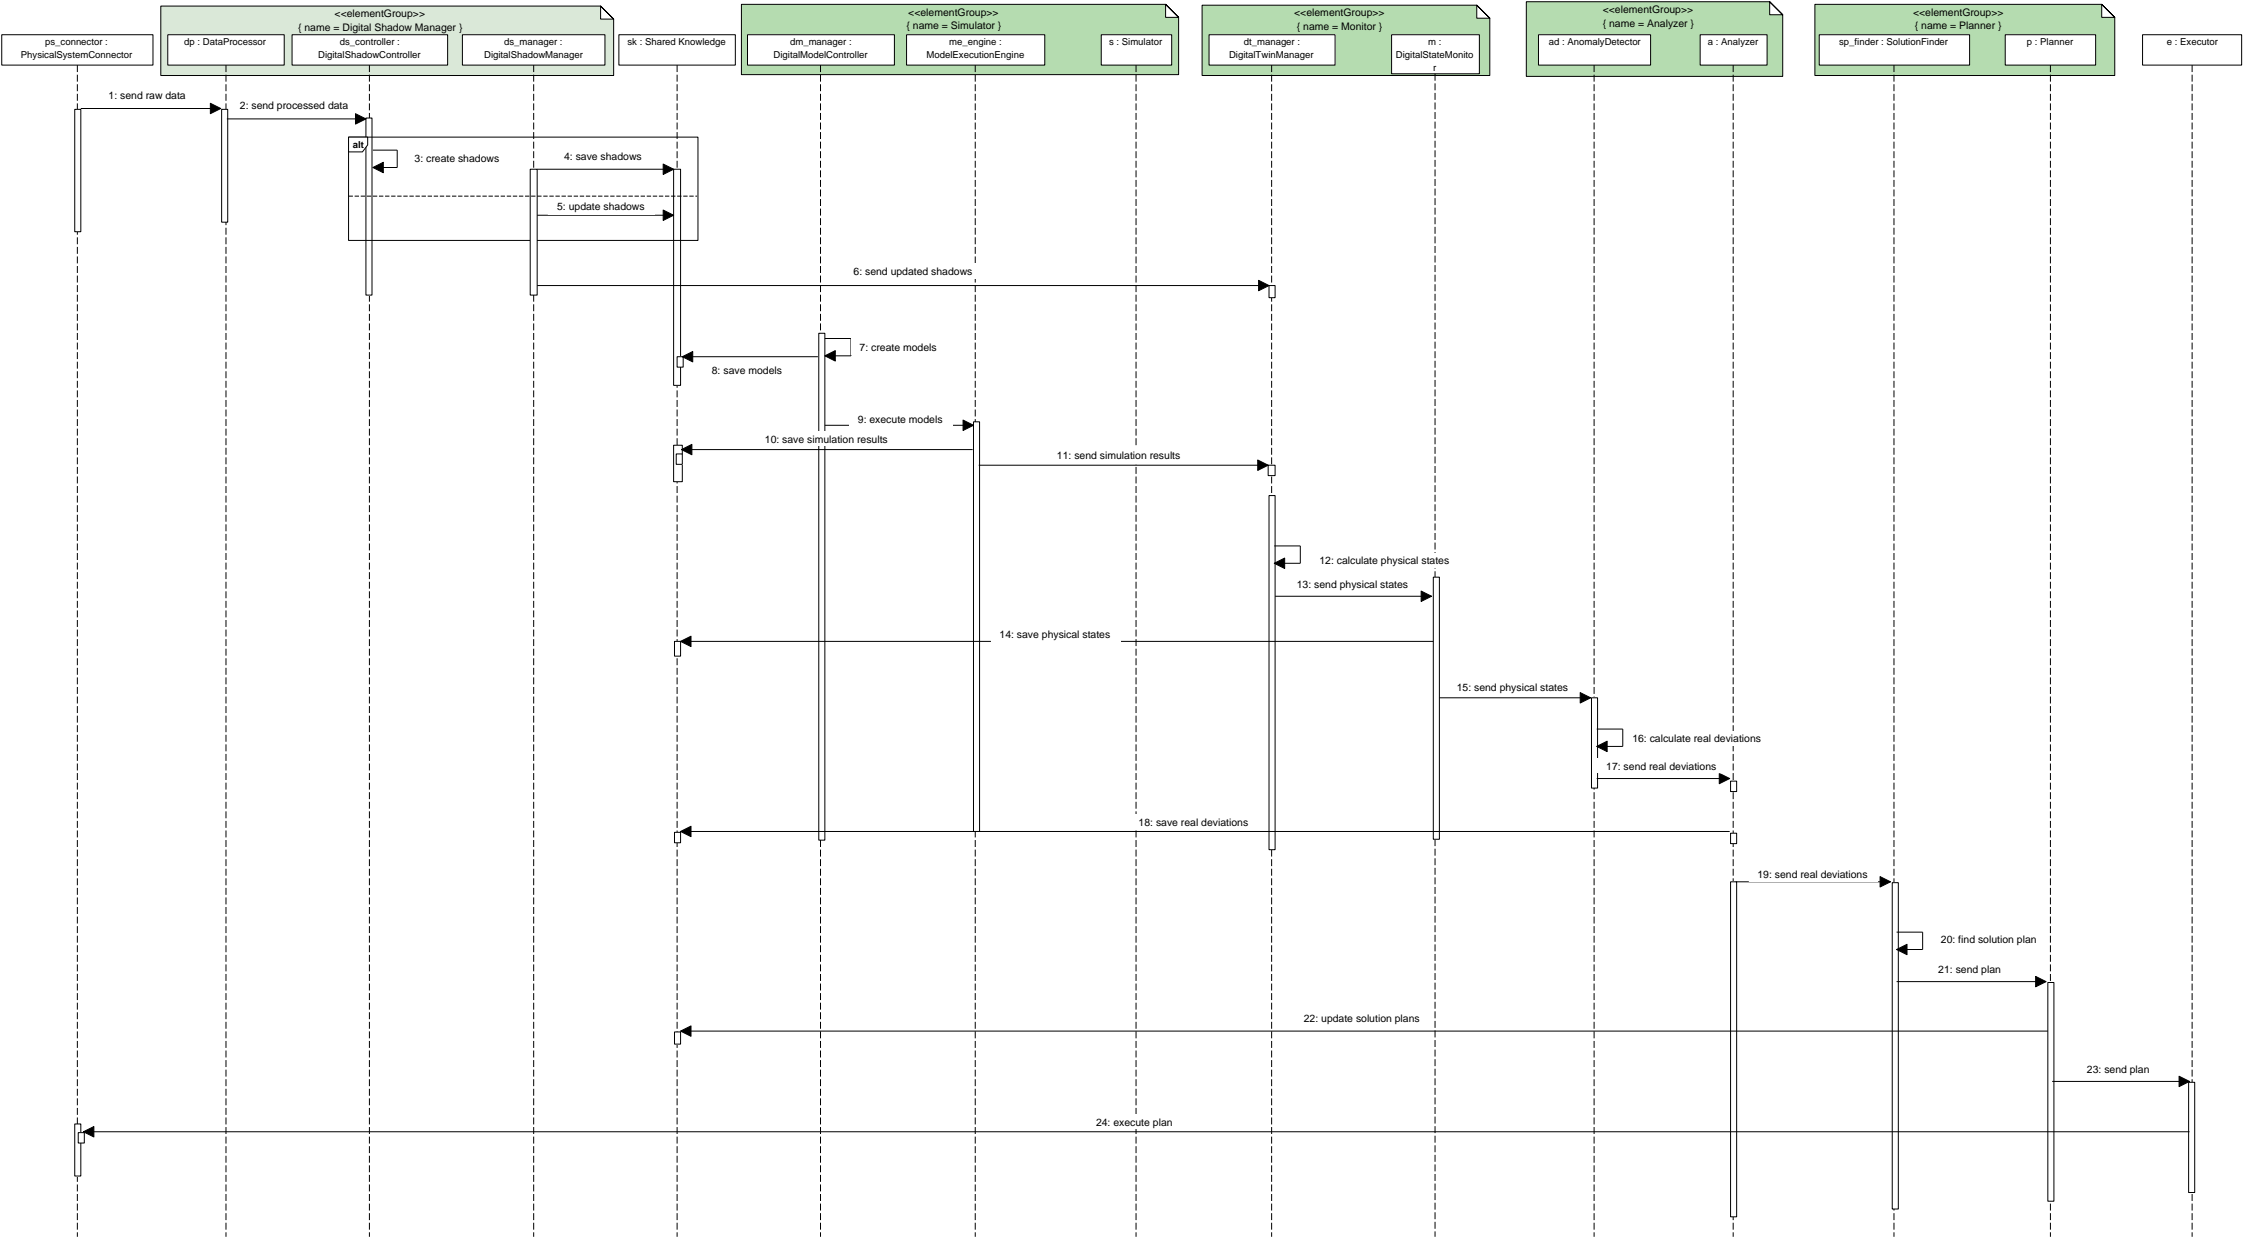 <<elementGroup>>
{ name = Digital Shadow Manager }
<<elementGroup>>
{ name = Simulator }
<<elementGroup>>
{ name = Monitor }
<<elementGroup>>
{ name = Analyzer }
<<elementGroup>>
{ name = Planner }
ps_connector :
PhysicalSystemConnector
dp : DataProcessor
ds_controller :
DigitalShadowController
ds_manager :
DigitalShadowManager
sk : Shared Knowledge
dm_manager :
DigitalModelController
me_engine :
ModelExecutionEngine
s : Simulator
dt_manager :
DigitalTwinManager
m :
DigitalStateMonito
r
ad : AnomalyDetector
a : Analyzer
sp_finder : SolutionFinder
p : Planner
e : Executor
1: send raw data
2: send processed data
alt
3: create shadows
4: save shadows
5: update shadows
6: send updated shadows
7: create models
8: save models
9: execute models
10: save simulation results
11: send simulation results
12: calculate physical states
13: send physical states
14: save physical states
15: send physical states
16: calculate real deviations
17: send real deviations
18: save real deviations
19: send real deviations
20: find solution plan
21: send plan
22: update solution plans
23: send plan
24: execute plan